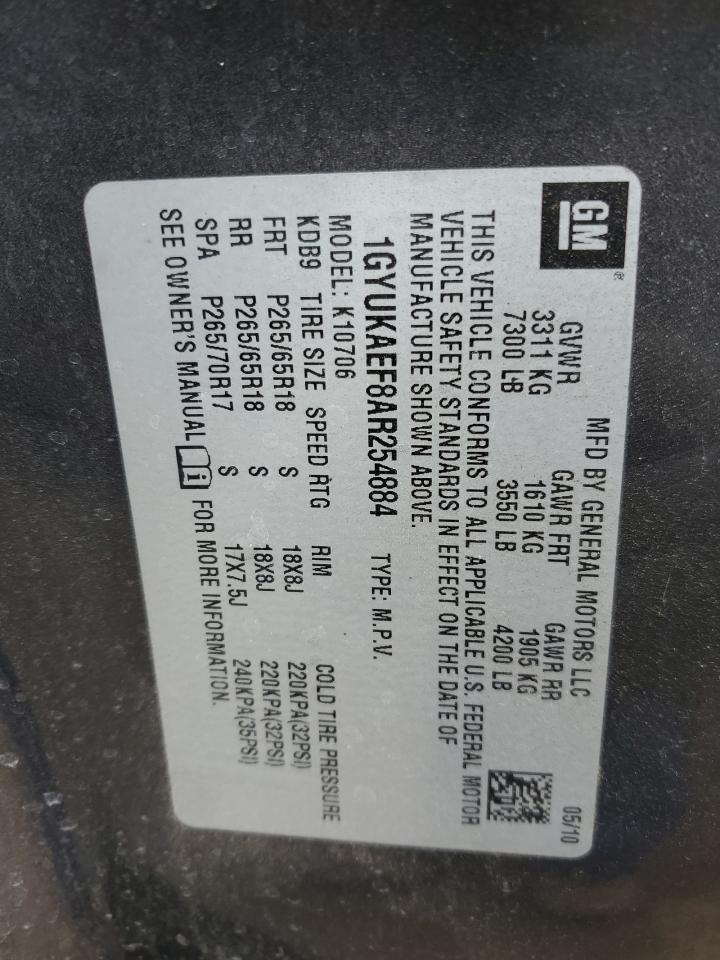 GM ®
MFD BY GENERAL MOTORS LLC 05/10
GVWR GAWR FRT GAWR RR
3311 KG 1610 KG 1905 KG
7300 LB 3550 LB 4200 LB
THIS VEHICLE CONFORMS TO ALL APPLICABLE U.S. FEDERAL MOTOR
VEHICLE SAFETY STANDARDS IN EFFECT ON THE DATE OF
MANUFACTURE SHOWN ABOVE.
1GYUKAEF8AR254884 TYPE: M.P.V.
MODEL: K10706
KDB9 TIRE SIZE SPEED RTG RIM COLD TIRE PRESSURE
FRT P265/65R18 S 18X8J 220KPA(32PSI)
RR P265/65R18 S 18X8J 220KPA(32PSI)
SPA P265/70R17 S 17X7.5J 240KPA(35PSI)
SEE OWNER'S MANUAL i FOR MORE INFORMATION.